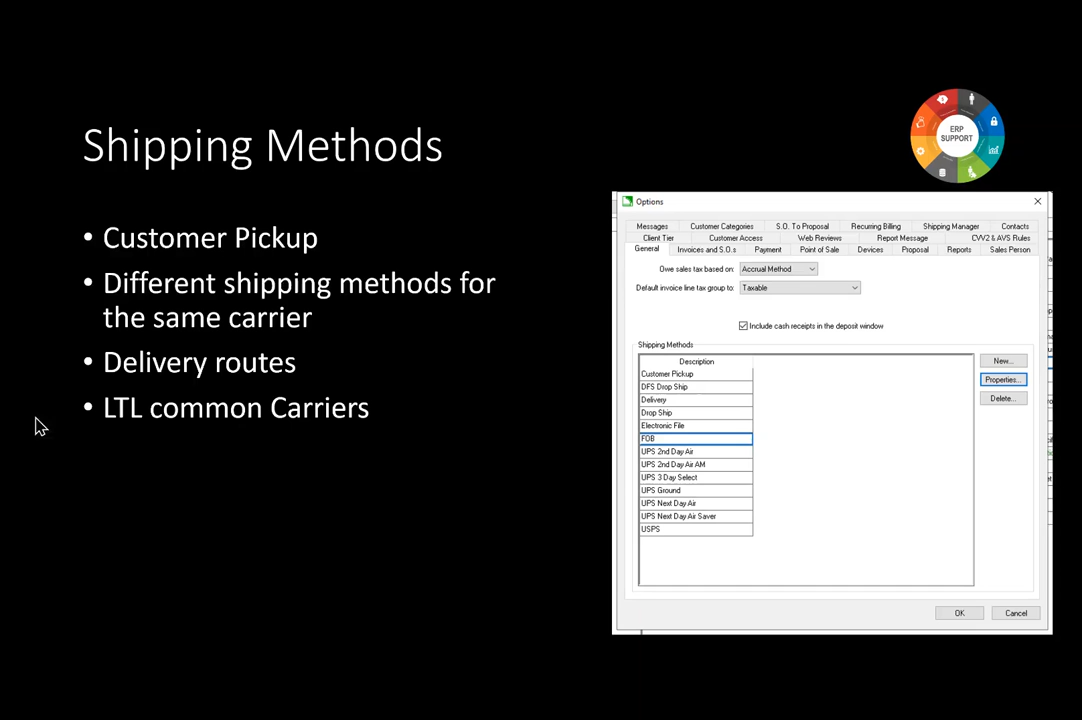 Shipping Methods
• Customer Pickup
• Different shipping methods for
the same carrier
• Delivery routes
• LTL common Carriers
ERP
SUPPORT
Options
Messages Customer Categories S.O. To Proposal Recurring Billing Shipping Manager Contacts
Client Tier Customer Access Web Reviews Report Message CVV2 & AVS Rules
General Invoices and S.O.s Payment Point of Sale Devices Proposal Reports Sales Person
Owe sales tax based on: Accrual Method
Default invoice line tax group to: Taxable
Include cash receipts in the deposit window
Shipping Methods
Description
Customer Pickup
DFS Drop Ship
Delivery
Drop Ship
Electronic File
FOB
UPS 2nd Day Air
UPS 2nd Day Air AM
UPS 3 Day Select
UPS Ground
UPS Next Day Air
UPS Next Day Air Saver
USPS
New...
Properties...
Delete...
OK Cancel